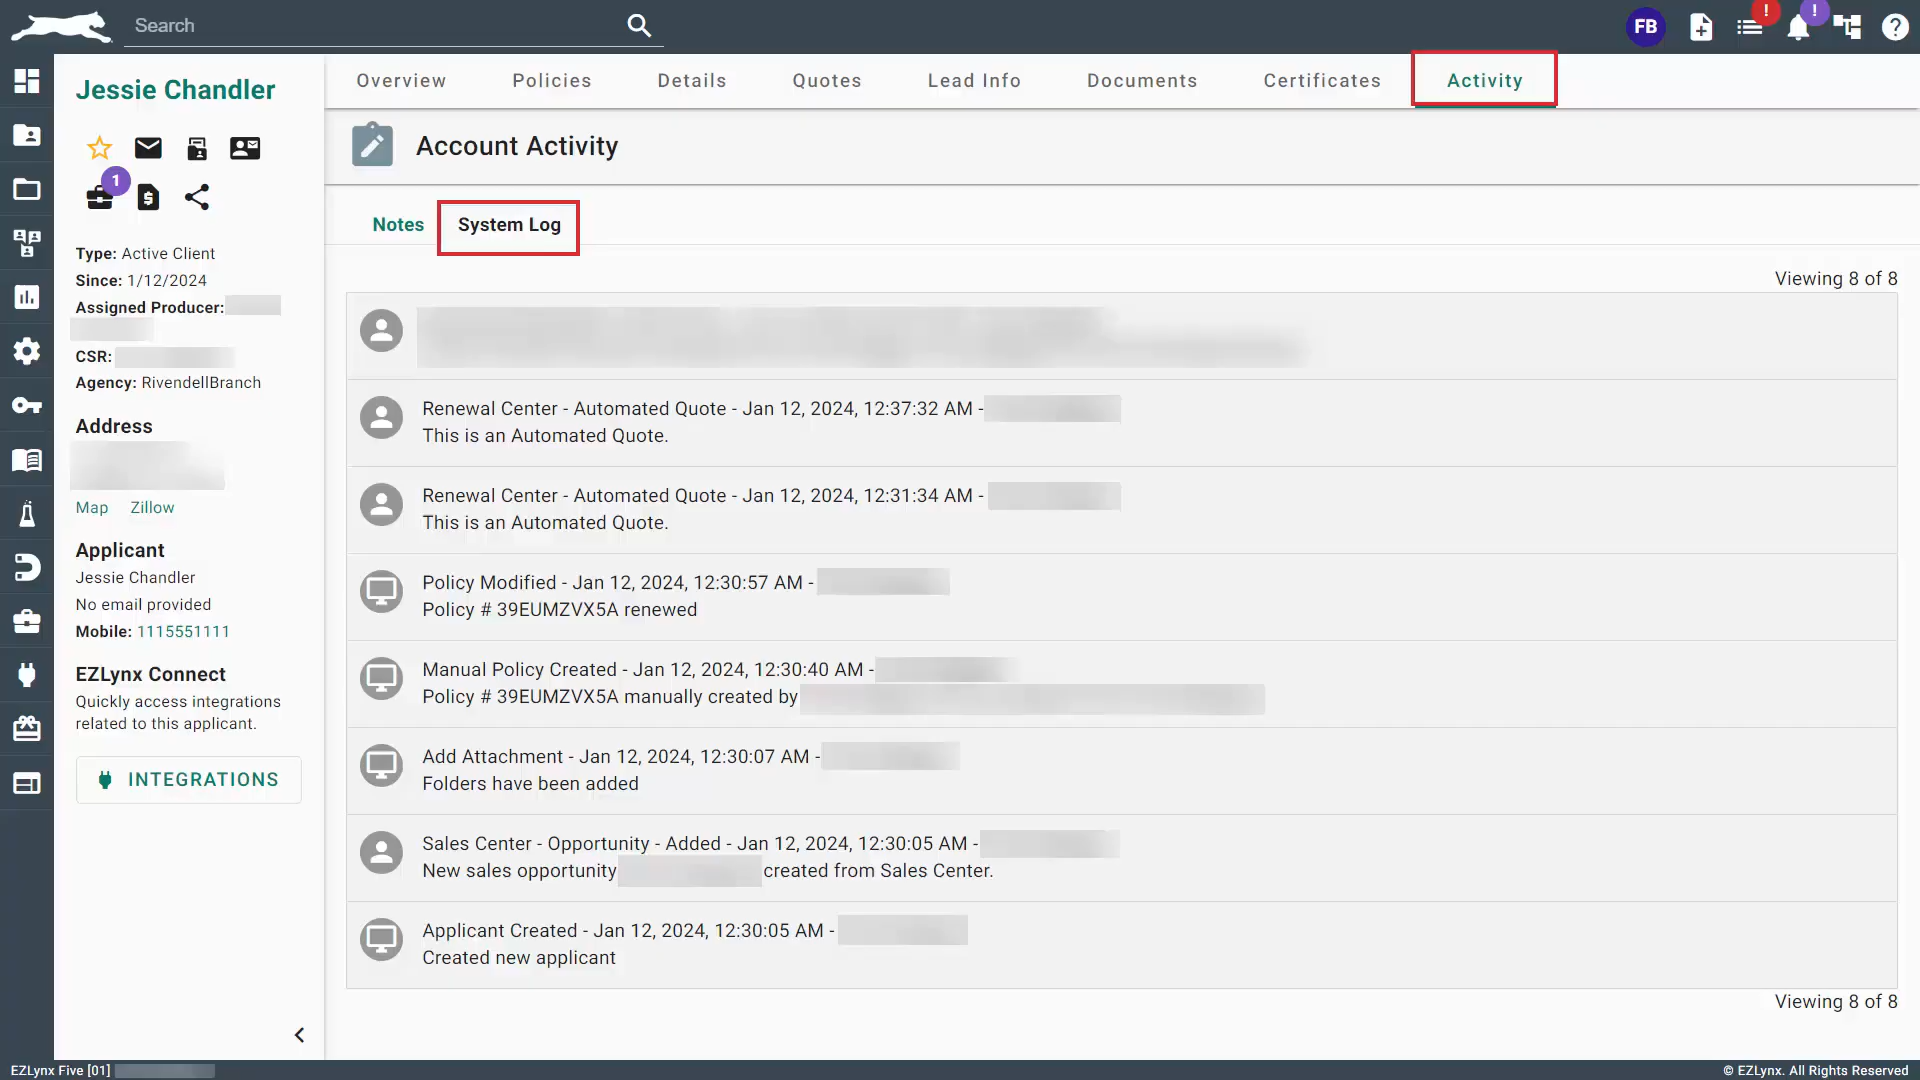 Search
FB
!
!
Jessie Chandler
1
Type: Active Client
Since: 1/12/2024
Assigned Producer:
CSR:
Agency: RivendellBranch
Address
Map Zillow
Applicant
Jessie Chandler
No email provided
Mobile: 1115551111
EZLynx Connect
Quickly access integrations
related to this applicant.
INTEGRATIONS
Overview Policies Details Quotes Lead Info Documents Certificates Activity
Account Activity
Notes System Log
Viewing 8 of 8
Renewal Center - Automated Quote - Jan 12, 2024, 12:37:32 AM -
This is an Automated Quote.
Renewal Center - Automated Quote - Jan 12, 2024, 12:31:34 AM -
This is an Automated Quote.
Policy Modified - Jan 12, 2024, 12:30:57 AM -
Policy # 39EUMZVX5A renewed
Manual Policy Created - Jan 12, 2024, 12:30:40 AM -
Policy # 39EUMZVX5A manually created by
Add Attachment - Jan 12, 2024, 12:30:07 AM -
Folders have been added
Sales Center - Opportunity - Added - Jan 12, 2024, 12:30:05 AM -
New sales opportunity created from Sales Center.
Applicant Created - Jan 12, 2024, 12:30:05 AM -
Created new applicant
Viewing 8 of 8
EZLynx Five [01]
© EZLynx. All Rights Reserved